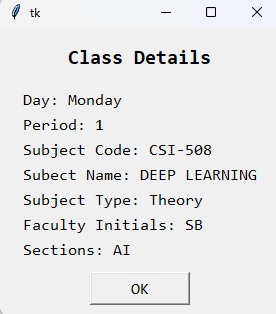 tk
Class Details
Day: Monday
Period: 1
Subject Code: CSI-508
Subect Name: DEEP LEARNING
Subject Type: Theory
Faculty Initials: SB
Sections: AI
OK